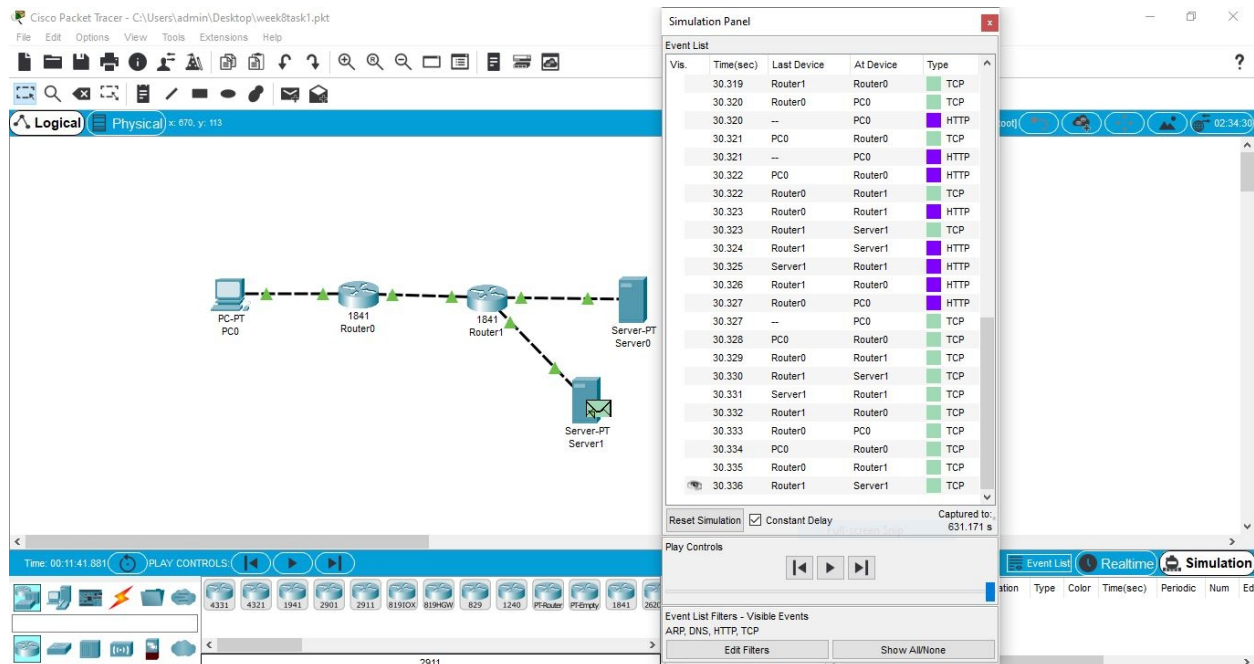 Cisco Packet Tracer - C:\Users\admin\Desktop\week8task1.pkt
File Edit Options View Tools Extensions Help
?
Logical Physical x: 670, y: 113
oot] 02:34:30
PC-PT
PC0
1841
Router0
1841
Router1
Server-PT
Server0
Server-PT
Server1
Simulation Panel x
Event List
Vis. Time(sec) Last Device At Device Type
30.319 Router1 Router0 TCP
30.320 Router0 PC0 TCP
30.320 -- PC0 HTTP
30.321 PC0 Router0 TCP
30.321 -- PC0 HTTP
30.322 PC0 Router0 HTTP
30.322 Router0 Router1 TCP
30.323 Router0 Router1 HTTP
30.323 Router1 Server1 TCP
30.324 Router1 Server1 HTTP
30.325 Server1 Router1 HTTP
30.326 Router1 Router0 HTTP
30.327 Router0 PC0 HTTP
30.327 -- PC0 TCP
30.328 PC0 Router0 TCP
30.329 Router0 Router1 TCP
30.330 Router1 Server1 TCP
30.331 Server1 Router1 TCP
30.332 Router1 Router0 TCP
30.333 Router0 PC0 TCP
30.334 PC0 Router0 TCP
30.335 Router0 Router1 TCP
30.336 Router1 Server1 TCP
Reset Simulation Constant Delay Captured to:
631.171 s
Play Controls
Event List Filters - Visible Events
ARP, DNS, HTTP, TCP
Edit Filters Show All/None
Time: 00:11:41.881 PLAY CONTROLS:
Event List Realtime Simulation
4331 4321 1941 2901 2911 819IOX 819HGW 829 1240 PT-Router PT-Empty 1841 262
2911
ation Type Color Time(sec) Periodic Num Ed